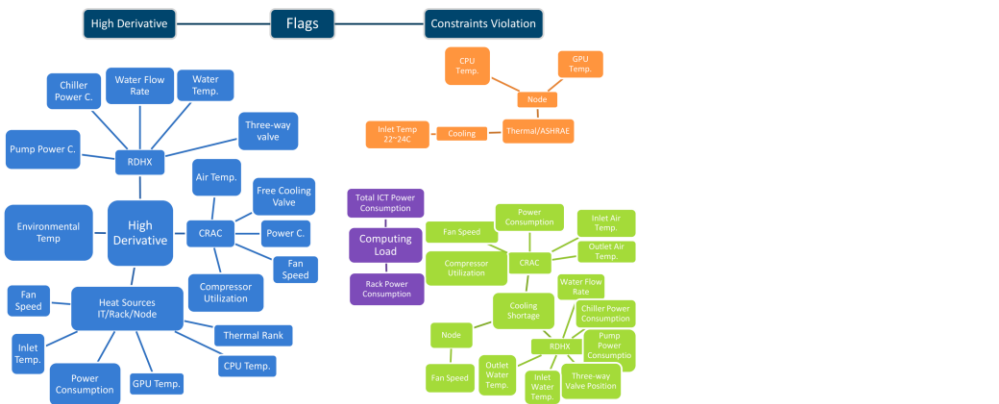 High Derivative
Flags
Constraints Violation
Chiller
Power C.
Water Flow
Rate
Water
Temp.
Three-way
valve
Pump Power C.
RDHX
Air Temp.
Free Cooling
Valve
Environmental
Temp
High
Derivative
CRAC
Power C.
Fan
Speed
Compressor
Utilization
Fan
Speed
Heat Sources
IT/Rack/Node
Thermal Rank
Inlet
Temp.
Power
Consumption
GPU Temp.
CPU Temp.
CPU
Temp.
GPU
Temp.
Node
Inlet Temp
22~24C
Cooling
Thermal/ASHRAE
Total ICT Power
Consumption
Computing
Load
Rack Power
Consumption
Power
Consumption
Inlet Air
Temp.
Fan Speed
Outlet Air
Temp.
Compressor
Utilization
CRAC
Water Flow
Rate
Cooling
Shortage
Chiller Power
Consumption
Node
RDHX
Pump
Power
Consumptio
Fan Speed
Outlet
Water
Temp.
Inlet
Water
Temp.
Three-way
Valve Position